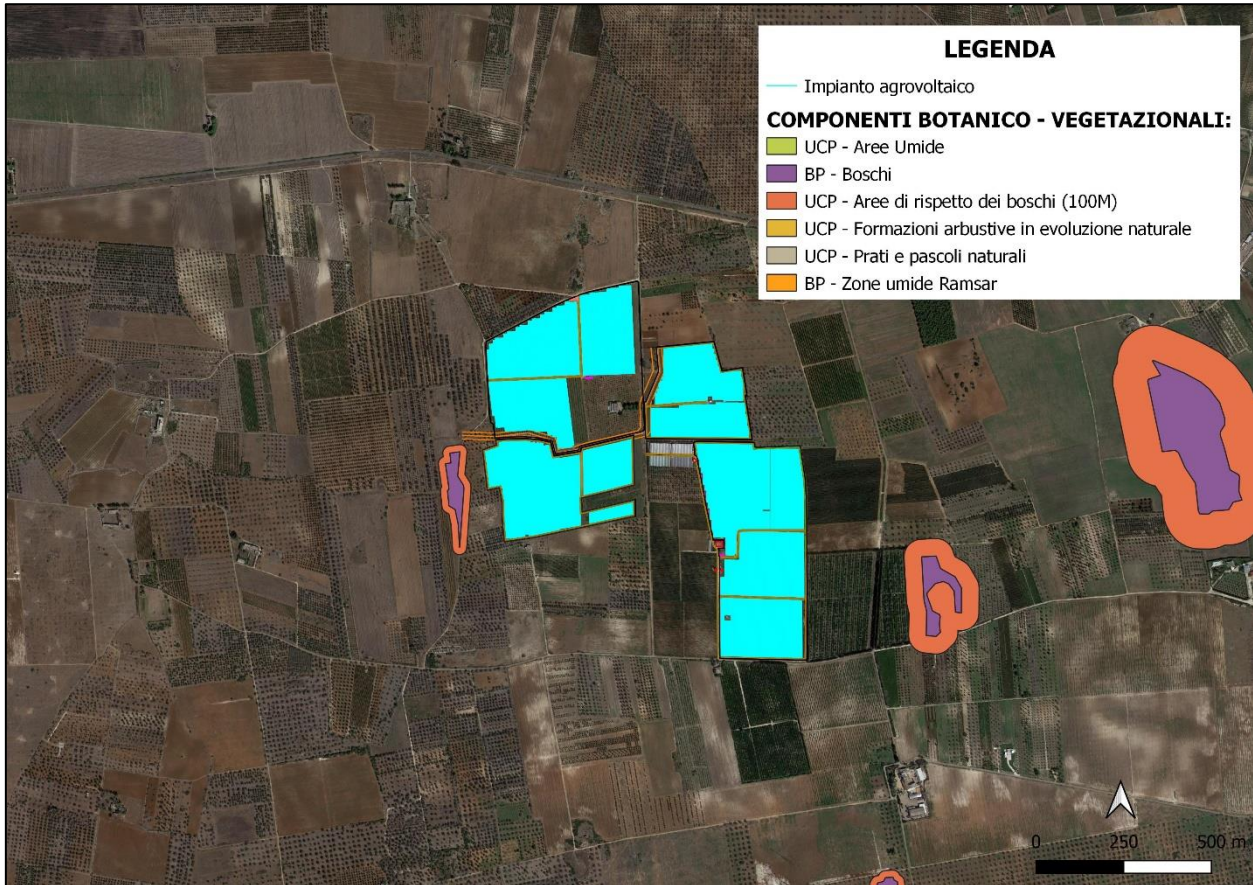 LEGENDA
Impianto agrovoltaico
COMPONENTI BOTANICO - VEGETAZIONALI:
UCP - Aree Umide
BP - Boschi
UCP - Aree di rispetto dei boschi (100M)
UCP - Formazioni arbustive in evoluzione naturale
UCP - Prati e pascoli naturali
BP - Zone umide Ramsar
0 250 500 m